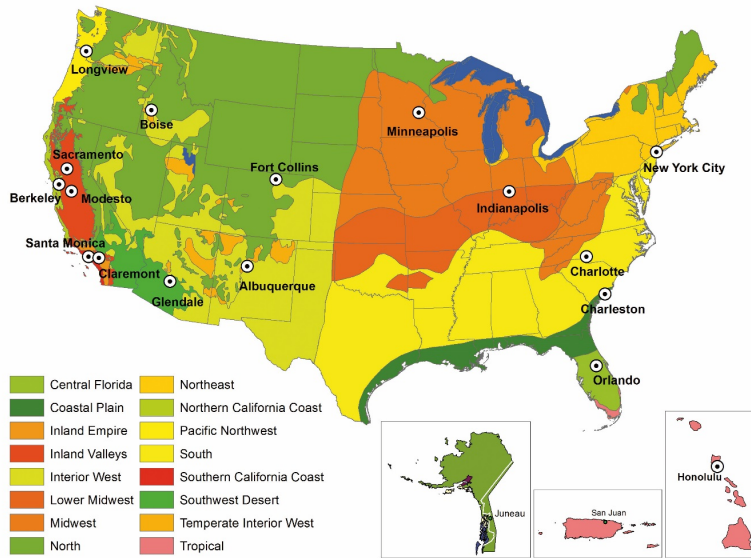 Longview
Boise
Minneapolis
New York City
Sacramento
Fort Collins
Berkeley
Modesto
Indianapolis
Santa Monica
Claremont
Charlotte
Glendale
Albuquerque
Charleston
Orlando
Central Florida
Coastal Plain
Inland Empire
Inland Valleys
Interior West
Lower Midwest
Midwest
North
Northeast
Northern California Coast
Pacific Northwest
South
Southern California Coast
Southwest Desert
Temperate Interior West
Tropical
Juneau
San Juan
Honolulu